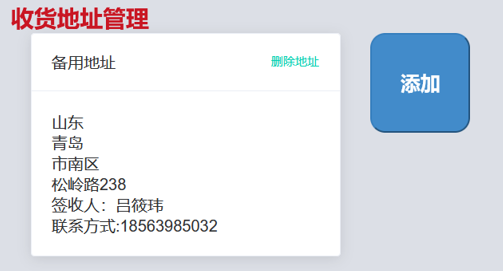 收货地址管理
备用地址
删除地址
添加
山东
青岛
市南区
松岭路238
签收人：吕筱玮
联系方式:18563985032